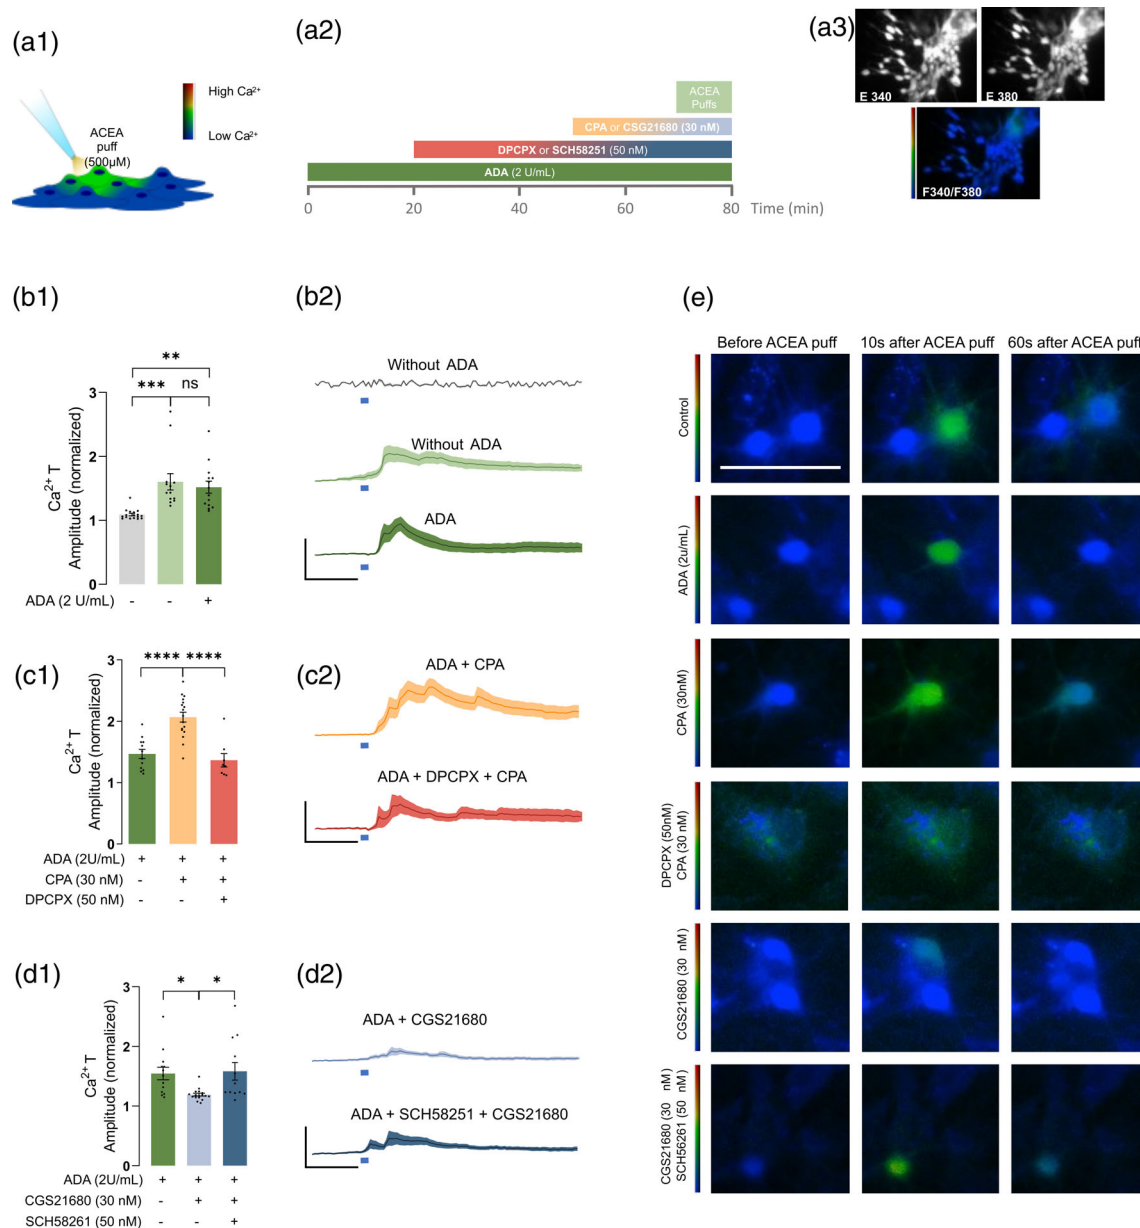 (a1)
High Ca²⁺
Low Ca²⁺
ACEA
puff
(500µM)
(a2)
ACEA
Puffs
CPA or CSG21680 (30 nM)
DPCPX or SCH58251 (50 nM)
ADA (2 U/mL)
0 20 40 60 80 Time (min)
(a3)
E 340
E 380
F340/F380
(b1)
Ca²⁺ T
Amplitude (normalized)
**
*** ns
3
2
1
0
ADA (2 U/mL) - - +
(b2)
Without ADA
Without ADA
ADA
(c1)
Ca²⁺ T
Amplitude (normalized)
**** ****
3
2
1
0
ADA (2U/mL) + + +
CPA (30 nM) - + +
DPCPX (50 nM) - - +
(c2)
ADA + CPA
ADA + DPCPX + CPA
(d1)
Ca²⁺ T
Amplitude (normalized)
* *
3
2
1
0
ADA (2U/mL) + + +
CGS21680 (30 nM) - + +
SCH58261 (50 nM) - - +
(d2)
ADA + CGS21680
ADA + SCH58251 + CGS21680
(e)
Before ACEA puff 10s after ACEA puff 60s after ACEA puff
Control
ADA (2u/mL)
CPA (30nM)
DPCPX (50nM)
CPA (30 nM)
CGS21680 (30 nM)
CGS21680 (30 nM)
SCH56261 (50 nM)